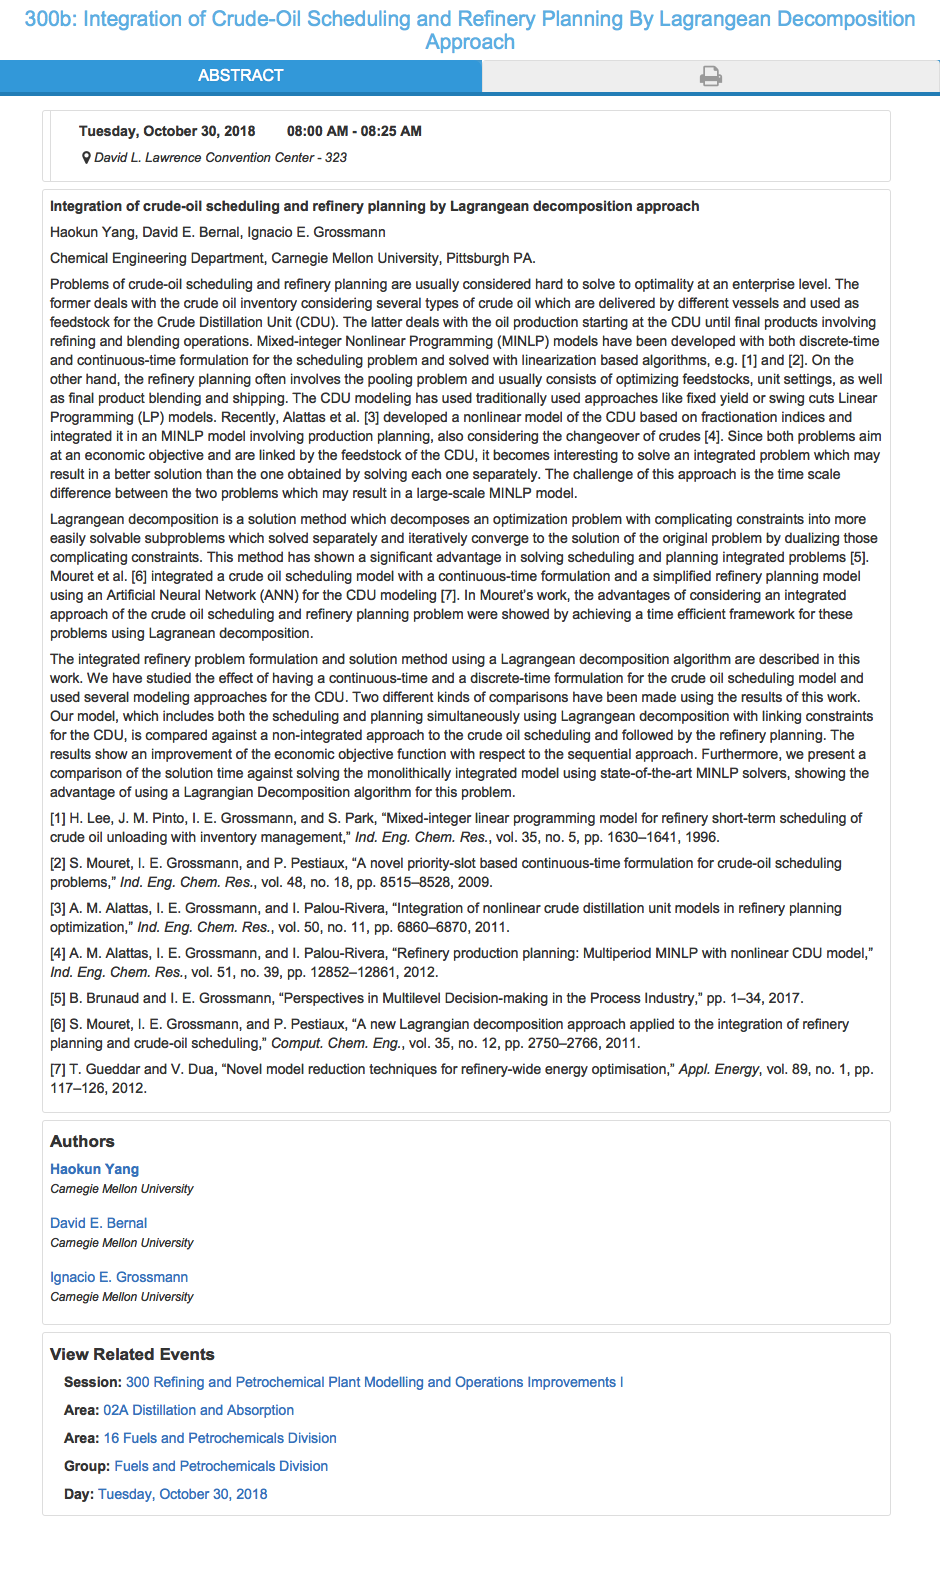 300b: Integration of Crude-Oil Scheduling and Refinery Planning By Lagrangean Decomposition
Approach
ABSTRACT
Tuesday, October 30, 2018 08:00 AM - 08:25 AM
David L. Lawrence Convention Center - 323
Integration of crude-oil scheduling and refinery planning by Lagrangean decomposition approach
Haokun Yang, David E. Bernal, Ignacio E. Grossmann
Chemical Engineering Department, Carnegie Mellon University, Pittsburgh PA.
Problems of crude-oil scheduling and refinery planning are usually considered hard to solve to optimality at an enterprise level. The
former deals with the crude oil inventory considering several types of crude oil which are delivered by different vessels and used as
feedstock for the Crude Distillation Unit (CDU). The latter deals with the oil production starting at the CDU until final products involving
refining and blending operations. Mixed-integer Nonlinear Programming (MINLP) models have been developed with both discrete-time
and continuous-time formulation for the scheduling problem and solved with linearization based algorithms, e.g. [1] and [2]. On the
other hand, the refinery planning often involves the pooling problem and usually consists of optimizing feedstocks, unit settings, as well
as final product blending and shipping. The CDU modeling has used traditionally used approaches like fixed yield or swing cuts Linear
Programming (LP) models. Recently, Alattas et al. [3] developed a nonlinear model of the CDU based on fractionation indices and
integrated it in an MINLP model involving production planning, also considering the changeover of crudes [4]. Since both problems aim
at an economic objective and are linked by the feedstock of the CDU, it becomes interesting to solve an integrated problem which may
result in a better solution than the one obtained by solving each one separately. The challenge of this approach is the time scale
difference between the two problems which may result in a large-scale MINLP model.
Lagrangean decomposition is a solution method which decomposes an optimization problem with complicating constraints into more
easily solvable subproblems which solved separately and iteratively converge to the solution of the original problem by dualizing those
complicating constraints. This method has shown a significant advantage in solving scheduling and planning integrated problems [5].
Mouret et al. [6] integrated a crude oil scheduling model with a continuous-time formulation and a simplified refinery planning model
using an Artificial Neural Network (ANN) for the CDU modeling [7]. In Mouret's work, the advantages of considering an integrated
approach of the crude oil scheduling and refinery planning problem were showed by achieving a time efficient framework for these
problems using Lagranean decomposition.
The integrated refinery problem formulation and solution method using a Lagrangean decomposition algorithm are described in this
work. We have studied the effect of having a continuous-time and a discrete-time formulation for the crude oil scheduling model and
used several modeling approaches for the CDU. Two different kinds of comparisons have been made using the results of this work.
Our model, which includes both the scheduling and planning simultaneously using Lagrangean decomposition with linking constraints
for the CDU, is compared against a non-integrated approach to the crude oil scheduling and followed by the refinery planning. The
results show an improvement of the economic objective function with respect to the sequential approach. Furthermore, we present a
comparison of the solution time against solving the monolithically integrated model using state-of-the-art MINLP solvers, showing the
advantage of using a Lagrangian Decomposition algorithm for this problem.
[1] H. Lee, J. M. Pinto, I. E. Grossmann, and S. Park, “Mixed-integer linear programming model for refinery short-term scheduling of
crude oil unloading with inventory management,” Ind. Eng. Chem. Res., vol. 35, no. 5, pp. 1630–1641, 1996.
[2] S. Mouret, I. E. Grossmann, and P. Pestiaux, “A novel priority-slot based continuous-time formulation for crude-oil scheduling
problems,” Ind. Eng. Chem. Res., vol. 48, no. 18, pp. 8515–8528, 2009.
[3] A. M. Alattas, I. E. Grossmann, and I. Palou-Rivera, “Integration of nonlinear crude distillation unit models in refinery planning
optimization,” Ind. Eng. Chem. Res., vol. 50, no. 11, pp. 6860–6870, 2011.
[4] A. M. Alattas, I. E. Grossmann, and I. Palou-Rivera, “Refinery production planning: Multiperiod MINLP with nonlinear CDU model,”
Ind. Eng. Chem. Res., vol. 51, no. 39, pp. 12852–12861, 2012.
[5] B. Brunaud and I. E. Grossmann, “Perspectives in Multilevel Decision-making in the Process Industry,” pp. 1–34, 2017.
[6] S. Mouret, I. E. Grossmann, and P. Pestiaux, “A new Lagrangian decomposition approach applied to the integration of refinery
planning and crude-oil scheduling,” Comput. Chem. Eng., vol. 35, no. 12, pp. 2750–2766, 2011.
[7] T. Gueddar and V. Dua, “Novel model reduction techniques for refinery-wide energy optimisation,” Appl. Energy, vol. 89, no. 1, pp.
117–126, 2012.
Authors
Haokun Yang
Carnegie Mellon University
David E. Bernal
Carnegie Mellon University
Ignacio E. Grossmann
Carnegie Mellon University
View Related Events
Session: 300 Refining and Petrochemical Plant Modelling and Operations Improvements I
Area: 02A Distillation and Absorption
Area: 16 Fuels and Petrochemicals Division
Group: Fuels and Petrochemicals Division
Day: Tuesday, October 30, 2018